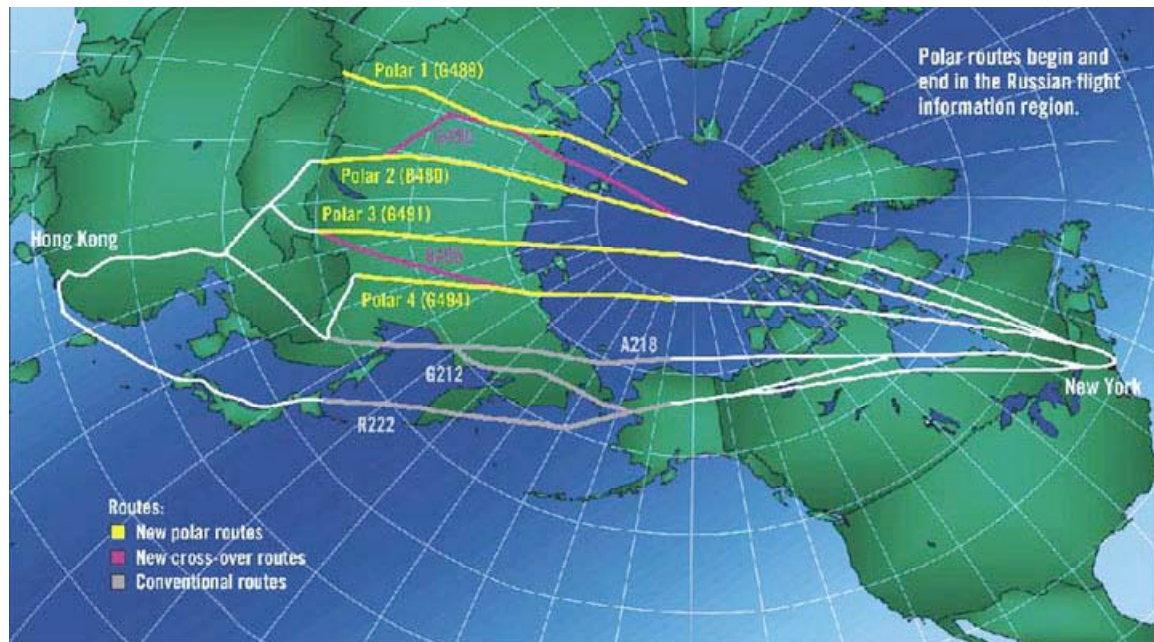 Polar routes begin and
end in the Russian flight
information region.
Polar 1 (G488)
G490
Polar 2 (B480)
Polar 3 (G491)
Hong Kong
Polar 4 (G494)
A218
G212
New York
R222
Routes:
New polar routes
New cross-over routes
Conventional routes